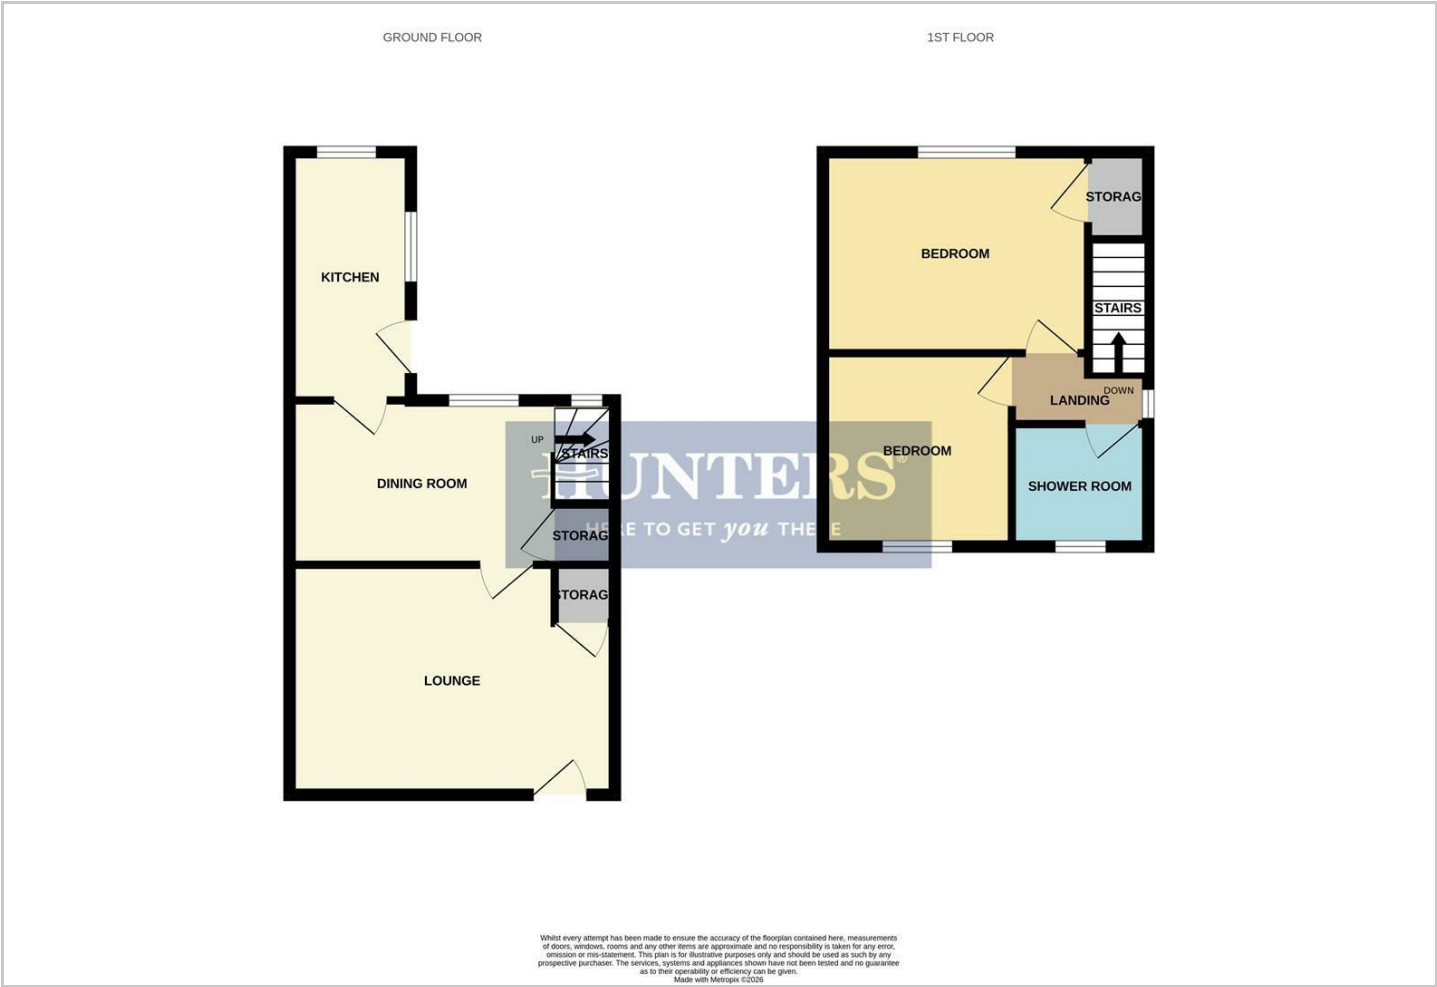 GROUND FLOOR
1ST FLOOR
KITCHEN
DINING ROOM
UP
STAIRS
STORAG
STORAG
LOUNGE
BEDROOM
STORAG
STAIRS
DOWN
LANDING
BEDROOM
SHOWER ROOM
HUNTERS®
HERE TO GET you THERE
Whilst every attempt has been made to ensure the accuracy of the floorplan contained here, measurements
of doors, windows, rooms and any other items are approximate and no responsibility is taken for any error,
omission or mis-statement. This plan is for illustrative purposes only and should be used as such by any
prospective purchaser. The services, systems and appliances shown have not been tested and no guarantee
as to their operability or efficiency can be given.
Made with Metropix ©2026